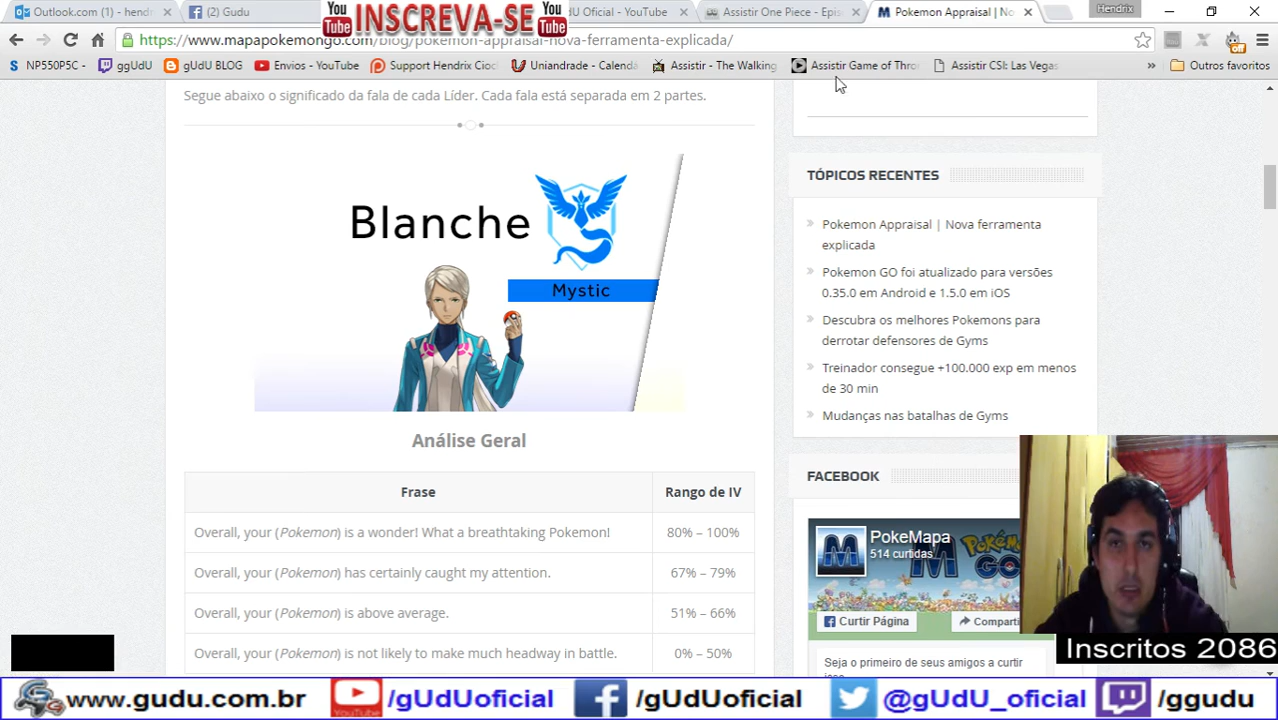 Outlook.com (1) - hendr
(2) Gudu
You Tube INSCREVA-SE You Tube
U Oficial - YouTube
Assistir One Piece - Epis
Pokemon Appraisal | No
Hendrix
https://www.mapapokemongo.com/blog/pokemon-appraisal-nova-ferramenta-explicada/
NP550P5C -
ggUdU
gUdU BLOG
Envios - YouTube
Support Hendrix Cioc
Uniandrade - Calenda
Assistir - The Walking
Assistir Game of Thro
Assistir CSI: Las Vegas
»
Outros favoritos
off
Segue abaixo o significado da fala de cada Líder. Cada fala está separada em 2 partes.
Blanche
Mystic
Análise Geral
Frase
Rango de IV
Overall, your (Pokemon) is a wonder! What a breathtaking Pokemon!
80% – 100%
Overall, your (Pokemon) has certainly caught my attention.
67% – 79%
Overall, your (Pokemon) is above average.
51% – 66%
Overall, your (Pokemon) is not likely to make much headway in battle.
0% – 50%
TÓPICOS RECENTES
Pokemon Appraisal | Nova ferramenta
explicada
Pokemon GO foi atualizado para versões
0.35.0 em Android e 1.5.0 em iOS
Descubra os melhores Pokemons para
derrotar defensores de Gyms
Treinador consegue +100.000 exp em menos
de 30 min
Mudanças nas batalhas de Gyms
FACEBOOK
PokeMapa
514 curtidas
Curtir Página
Comparti
Seja o primeiro de seus amigos a curtir
Inscritos 2086
www.gudu.com.br
YouTube
/gUdUoficial
/gUdUoficial
@gUdU_oficial
/ggudu